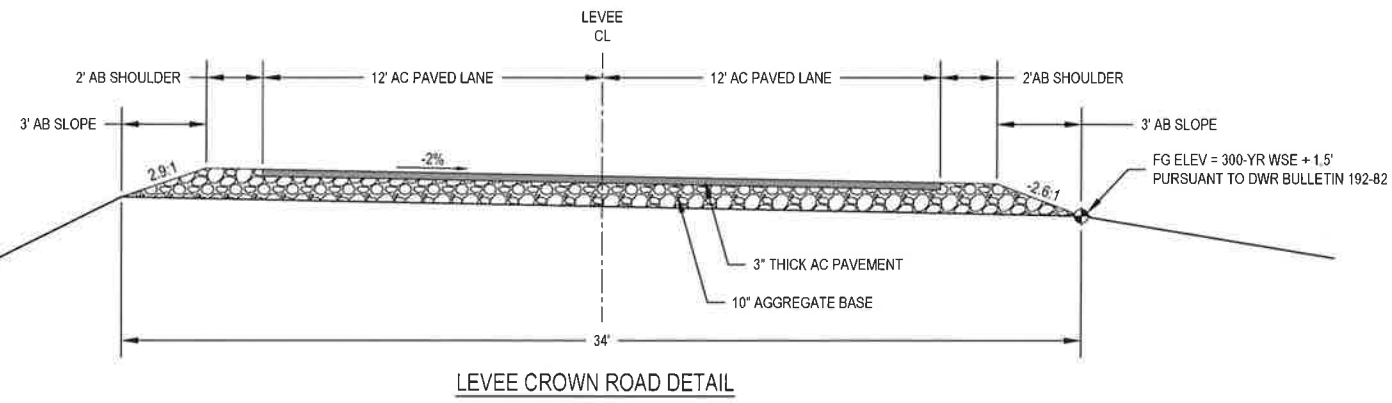 LEVEE
CL
2' AB SHOULDER
12' AC PAVED LANE
12' AC PAVED LANE
2'AB SHOULDER
3' AB SLOPE
3' AB SLOPE
2.9:1
-2%
-2.6:1
FG ELEV = 300-YR WSE + 1.5'
PURSUANT TO DWR BULLETIN 192-82
3" THICK AC PAVEMENT
10" AGGREGATE BASE
34'
LEVEE CROWN ROAD DETAIL